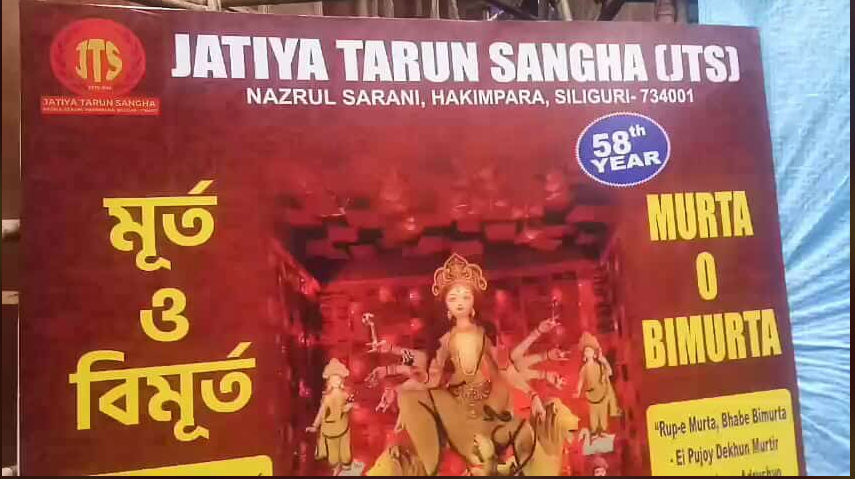 JTS
JATIYA TARUN SANGHA
JATIYA TARUN SANGHA (JTS)
NAZRUL SARANI, HAKIMPARA, SILIGURI- 734001
58th
YEAR
মূর্ত
ও
বিমূর্ত
MURTA
O
BIMURTA
"Rup-e Murta, Bhabe Bimurta
- Ei Pujoy Dekhun Murtir